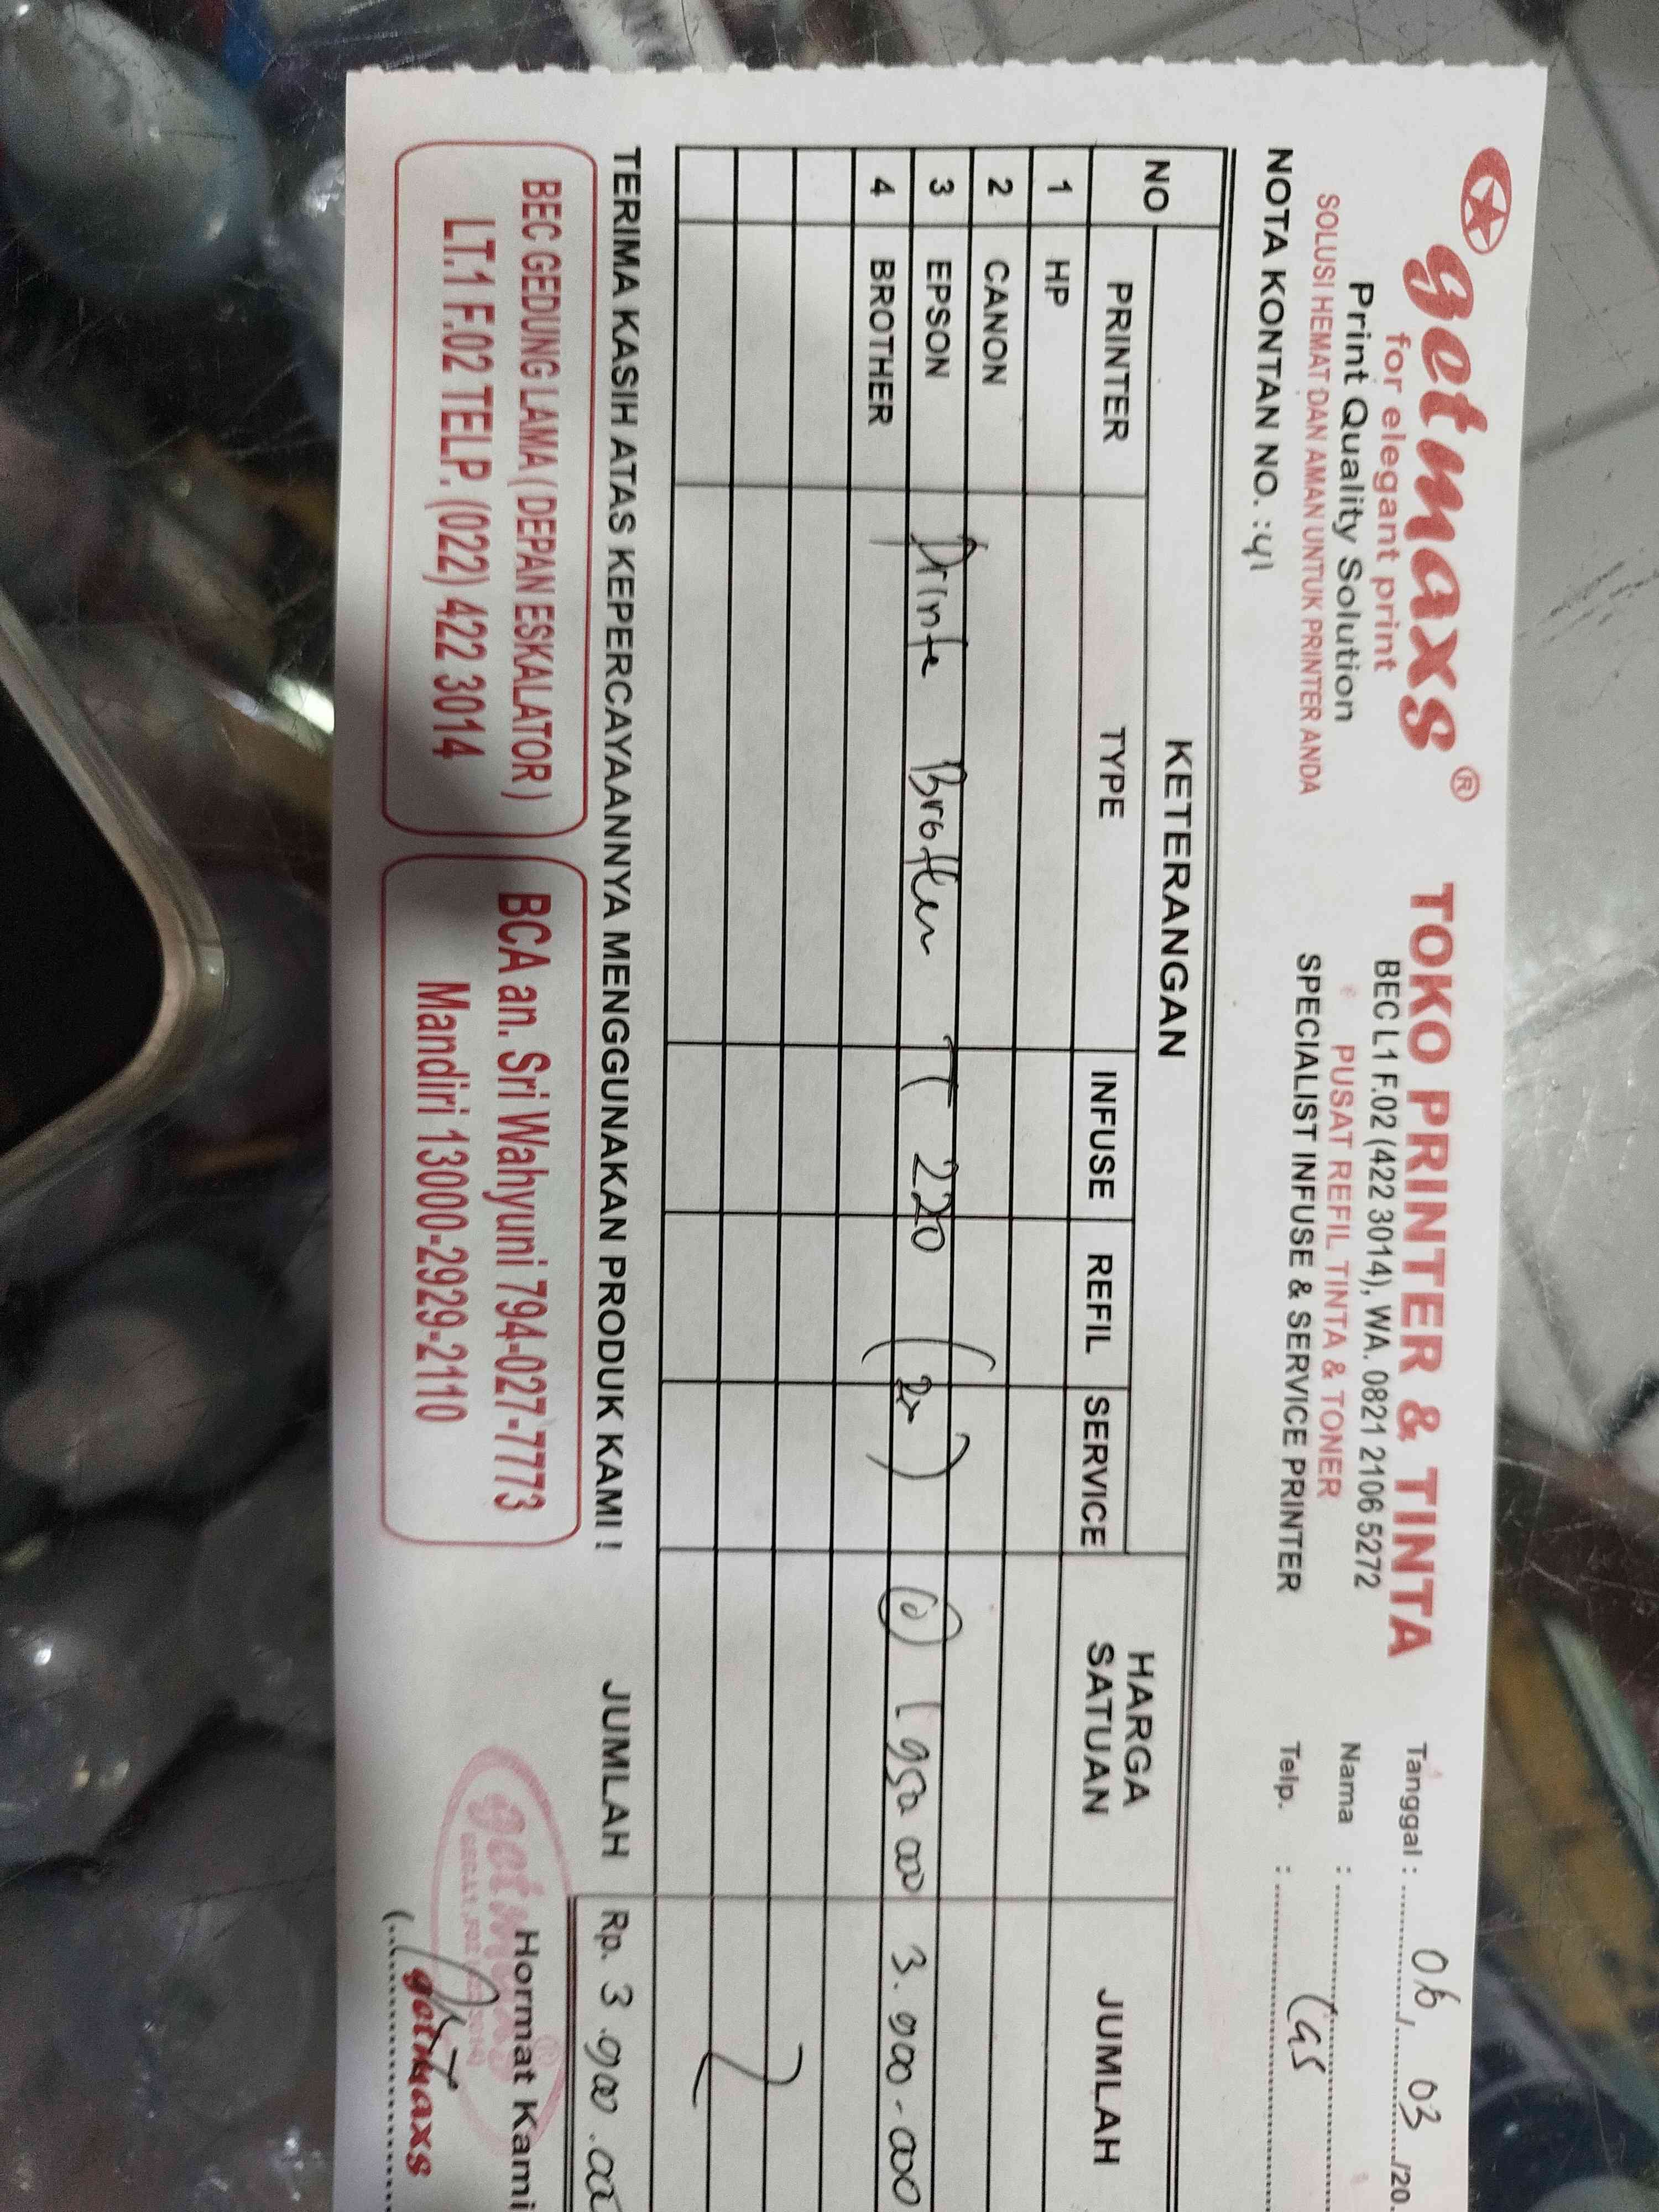 getmaxs ®
for elegant print
Print Quality Solution
SOLUSI HEMAT DAN AMAN UNTUK PRINTER ANDA
NOTA KONTAN NO. : 41
TOKO PRINTER & TINTA
BEC L1 F.02 (422 3014), WA. 0821 2106 5272
PUSAT REFIL TINTA & TONER
SPECIALIST INFUSE & SERVICE PRINTER
Tanggal : 06, 03 /20.
Nama :
Telp. :
NO KETERANGAN HARGA SATUAN JUMLAH
PRINTER TYPE INFUSE REFIL SERVICE
1 HP
2 CANON
3 EPSON Printe Brother T 220 (2x) @ 1950.000 3.900.000
4 BROTHER
TERIMA KASIH ATAS KEPERCAYAANNYA MENGGUNAKAN PRODUK KAMI !
JUMLAH Rp. 3.900.00
BEC GEDUNG LAMA ( DEPAN ESKALATOR )
LT.1 F.02 TELP. (022) 422 3014
BCA an. Sri Wahyuni 794-027-7773
Mandiri 13000-2929-2110
Hormat Kami
getmaxs
getmaxs